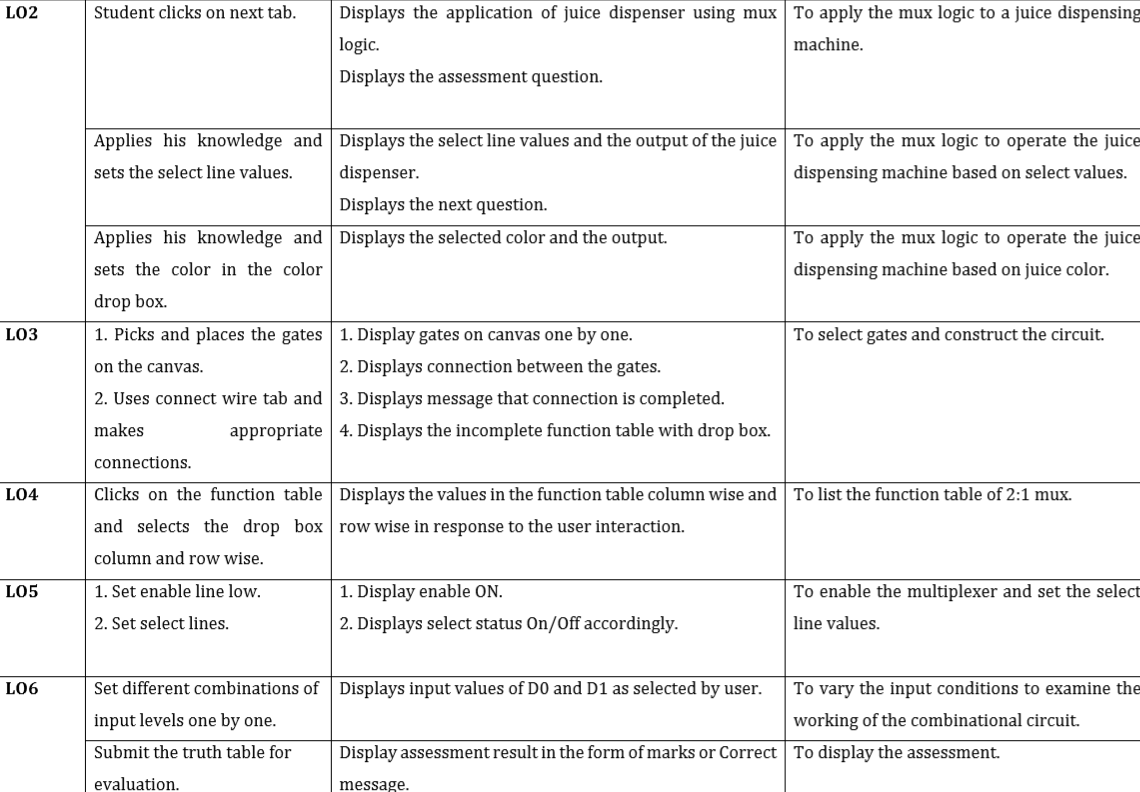 LO2
Student clicks on next tab.
Displays the application of juice dispenser using mux
logic.
Displays the assessment question.
To apply the mux logic to a juice dispensing
machine.
Applies his knowledge and
sets the select line values.
Displays the select line values and the output of the juice
dispenser.
Displays the next question.
To apply the mux logic to operate the juice
dispensing machine based on select values.
Applies his knowledge and
sets the color in the color
drop box.
Displays the selected color and the output.
To apply the mux logic to operate the juice
dispensing machine based on juice color.
LO3
1. Picks and places the gates
on the canvas.
2. Uses connect wire tab and
makes appropriate
connections.
1. Display gates on canvas one by one.
2. Displays connection between the gates.
3. Displays message that connection is completed.
4. Displays the incomplete function table with drop box.
To select gates and construct the circuit.
LO4
Clicks on the function table
and selects the drop box
column and row wise.
Displays the values in the function table column wise and
row wise in response to the user interaction.
To list the function table of 2:1 mux.
LO5
1. Set enable line low.
2. Set select lines.
1. Display enable ON.
2. Displays select status On/Off accordingly.
To enable the multiplexer and set the select
line values.
LO6
Set different combinations of
input levels one by one.
Displays input values of D0 and D1 as selected by user.
To vary the input conditions to examine the
working of the combinational circuit.
Submit the truth table for
evaluation.
Display assessment result in the form of marks or Correct
message.
To display the assessment.